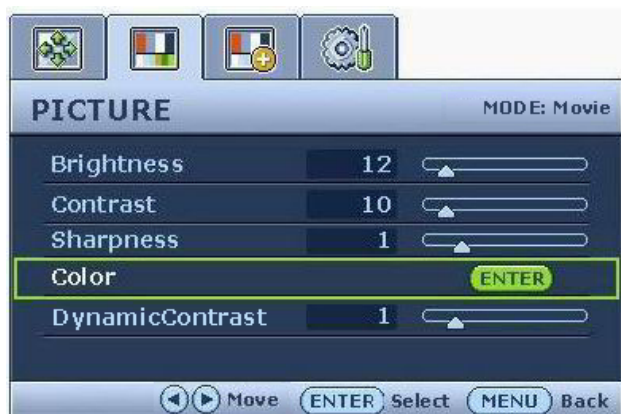 PICTURE MODE: Movie
Brightness 12
Contrast 10
Sharpness 1
Color ENTER
DynamicContrast 1
Move ENTER Select MENU Back